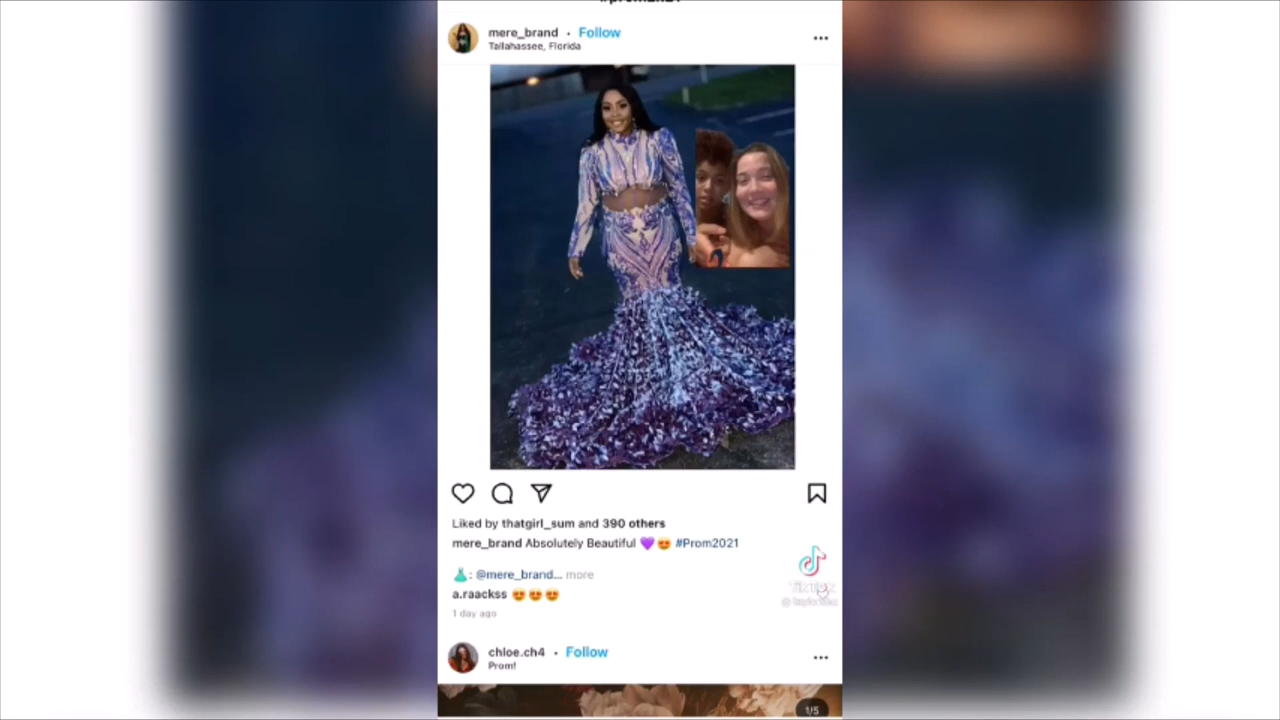 mere_brand · Follow
Tallahassee, Florida
Liked by thatgirl_sum and 390 others
mere_brand Absolutely Beautiful 💜😍 #Prom2021
👗: @mere_brand... more
a.raackss 😍😍😍
1 day ago
chloe.ch4 · Follow
Prom!
1/5